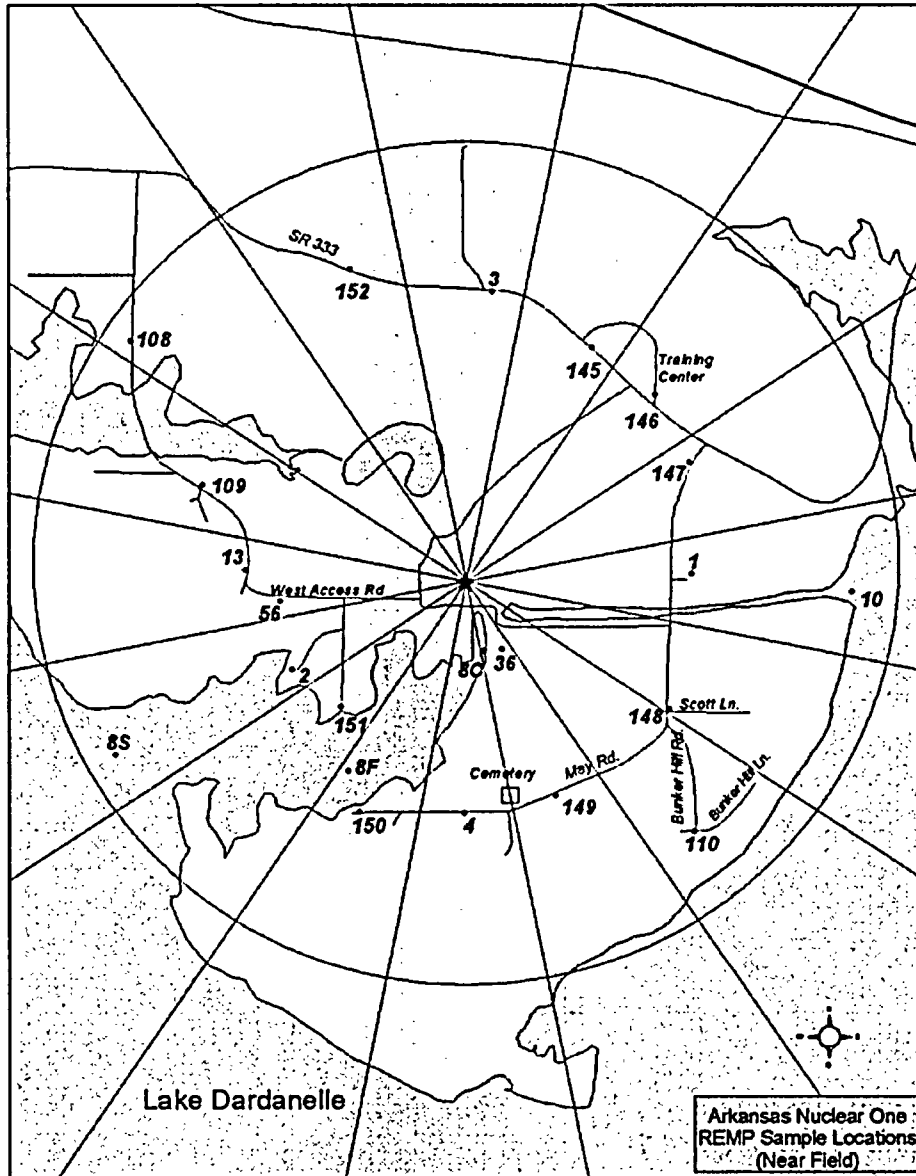 SR 333
152
3
108
145
Training
Center
146
147
109
13
1
West Access Rd
56
10
36
8
2
151
148
Scott Ln.
8S
8F
Cemetery
May Rd.
Bunker Hill Rd.
Bunker Hill Ln.
149
150
4
110
Lake Dardanelle
Arkansas Nuclear One
REMP Sample Locations
(Near Field)